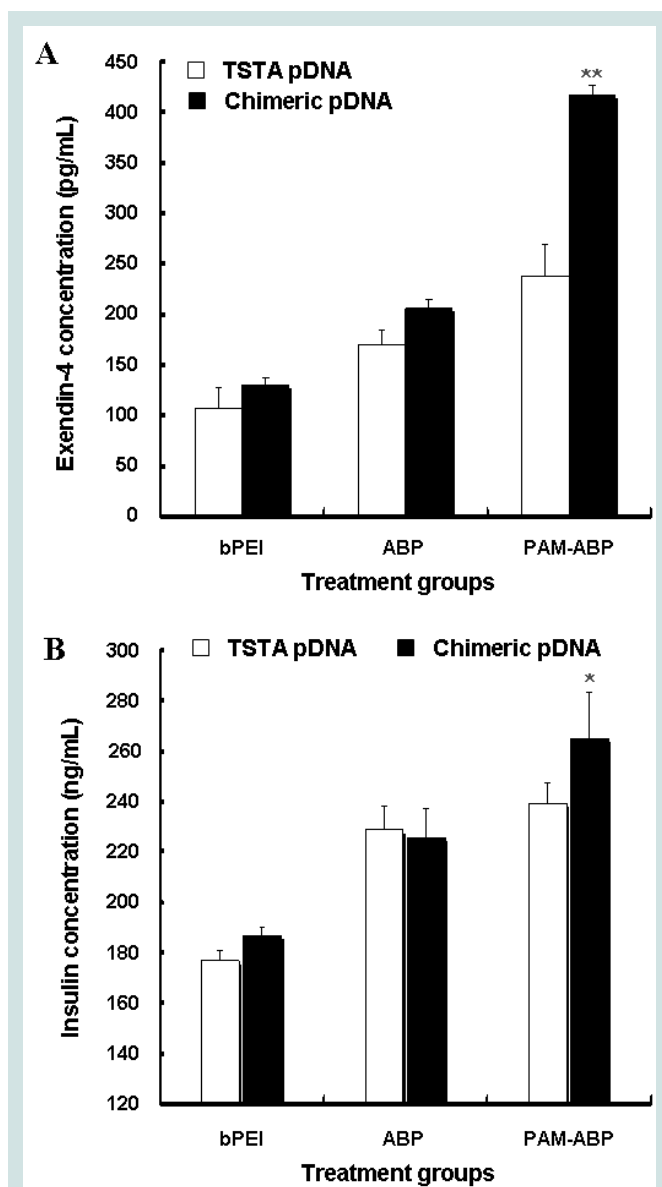 A
Exendin-4 concentration (pg/mL)
450
400
350
300
250
200
150
100
50
0
TSTA pDNA
Chimeric pDNA
**
bPEI ABP PAM-ABP
Treatment groups
B
Insulin concentration (ng/mL)
300
280
260
240
220
200
180
160
140
120
TSTA pDNA Chimeric pDNA
*
bPEI ABP PAM-ABP
Treatment groups